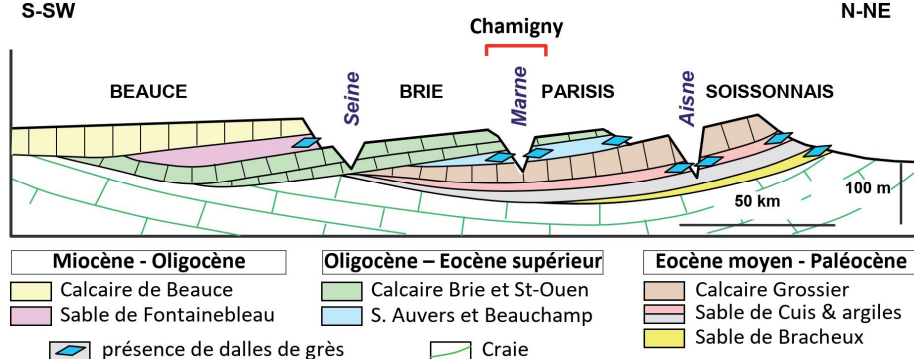 S-SW
N-NE
Chamigny
BEAUCE
Seine
BRIE
Marne
PARISIS
Aisne
SOISSONNAIS
50 km
100 m
Miocène - Oligocène
Calcaire de Beauce
Sable de Fontainebleau
présence de dalles de grès
Oligocène – Eocène supérieur
Calcaire Brie et St-Ouen
S. Auvers et Beauchamp
Craie
Eocène moyen - Paléocène
Calcaire Grossier
Sable de Cuis & argiles
Sable de Bracheux